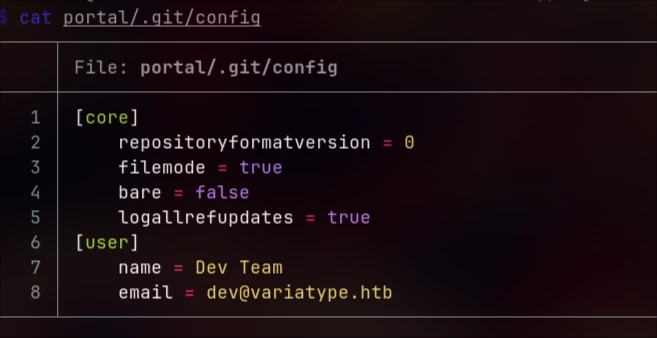 $ cat portal/.git/config
File: portal/.git/config
1 [core]
2 repositoryformatversion = 0
3 filemode = true
4 bare = false
5 logallrefupdates = true
6 [user]
7 name = Dev Team
8 email = dev@variatype.htb